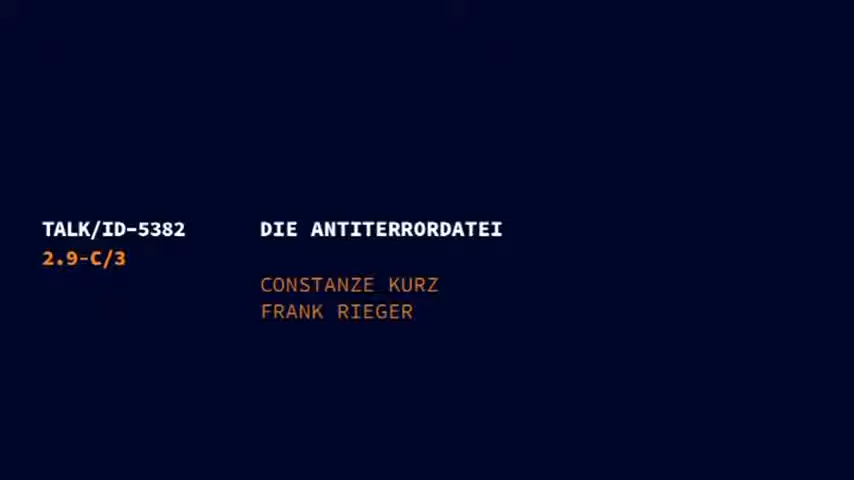 TALK/ID-5382
2.9-C/3
DIE ANTITERRORDATEI
CONSTANZE KURZ
FRANK RIEGER